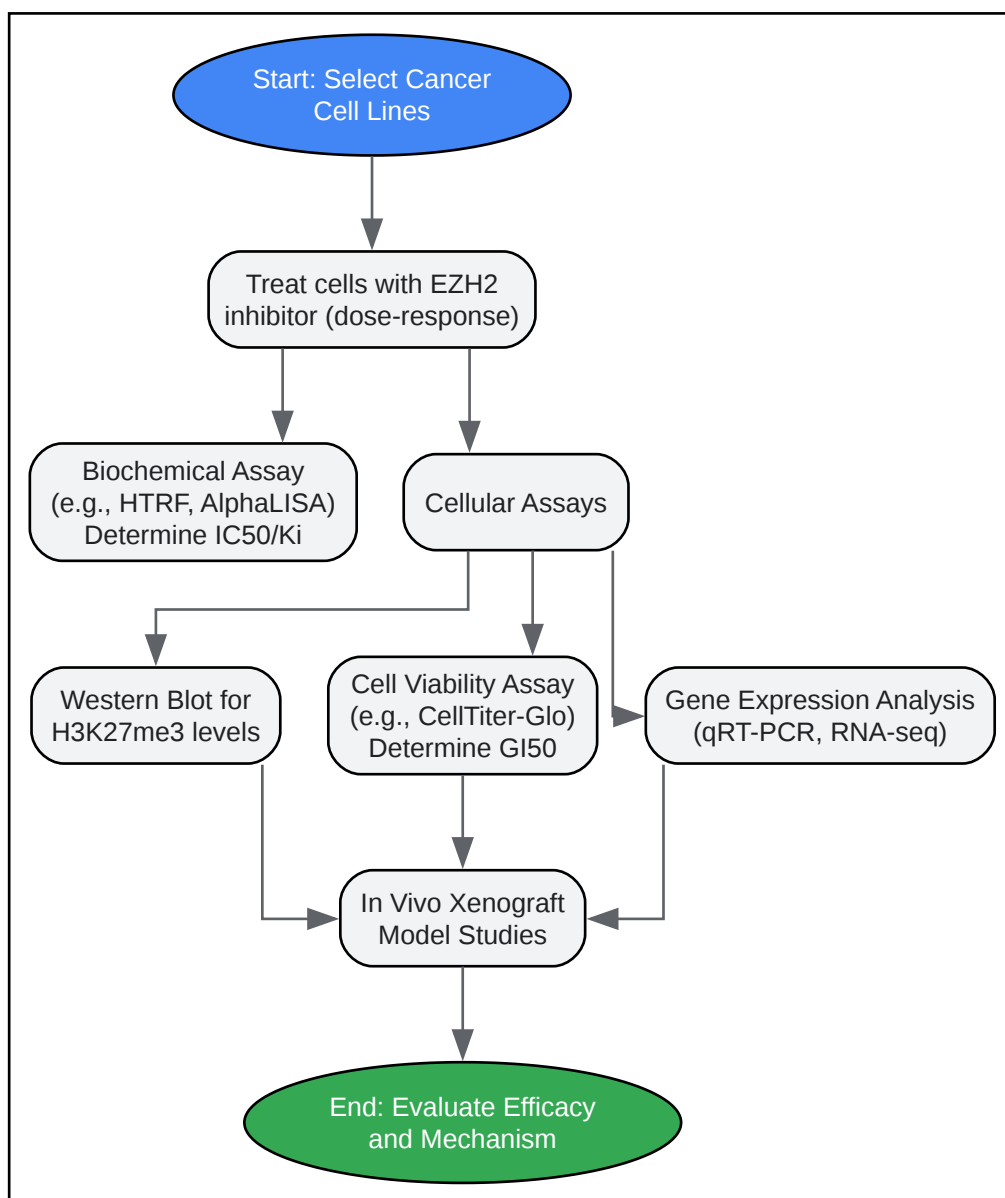 Start: Select Cancer
Cell Lines
Treat cells with EZH2
inhibitor (dose-response)
Biochemical Assay
(e.g., HTRF, AlphaLISA)
Determine IC50/Ki
Cellular Assays
Western Blot for
H3K27me3 levels
Cell Viability Assay
(e.g., CellTiter-Glo)
Determine GI50
Gene Expression Analysis
(qRT-PCR, RNA-seq)
In Vivo Xenograft
Model Studies
End: Evaluate Efficacy
and Mechanism